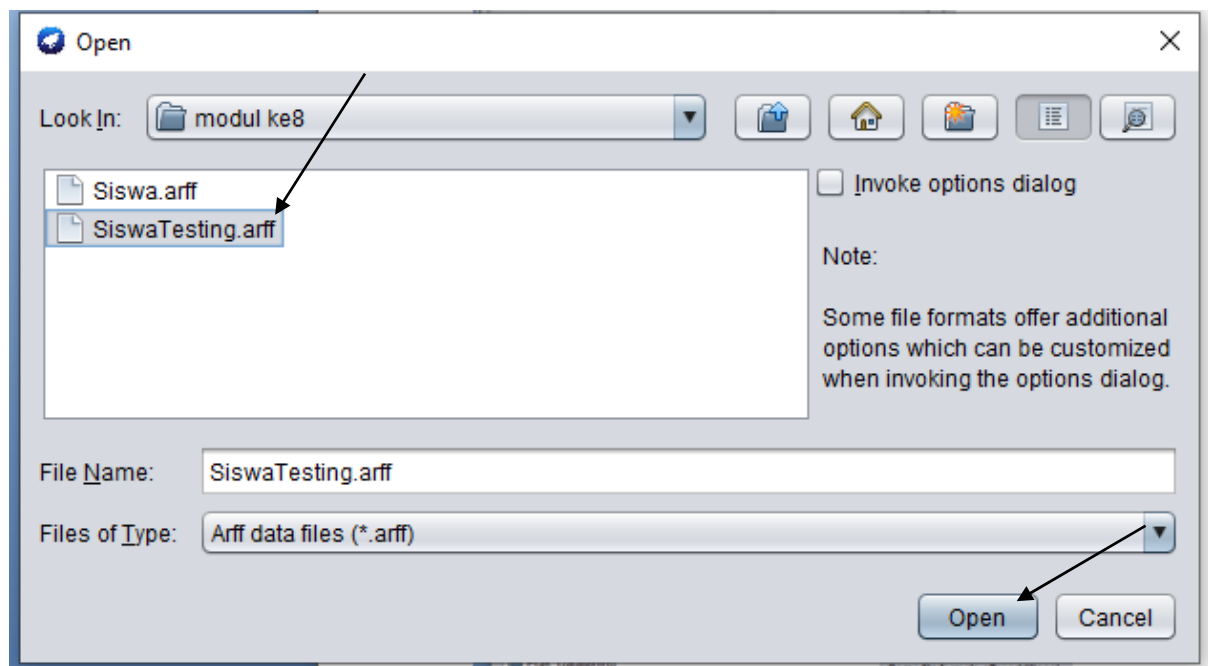 Open
Look In:
modul ke8
Siswa.arff
SiswaTesting.arff
Invoke options dialog
Note:
Some file formats offer additional
options which can be customized
when invoking the options dialog.
File Name:
SiswaTesting.arff
Files of Type:
Arff data files (*.arff)
Open
Cancel